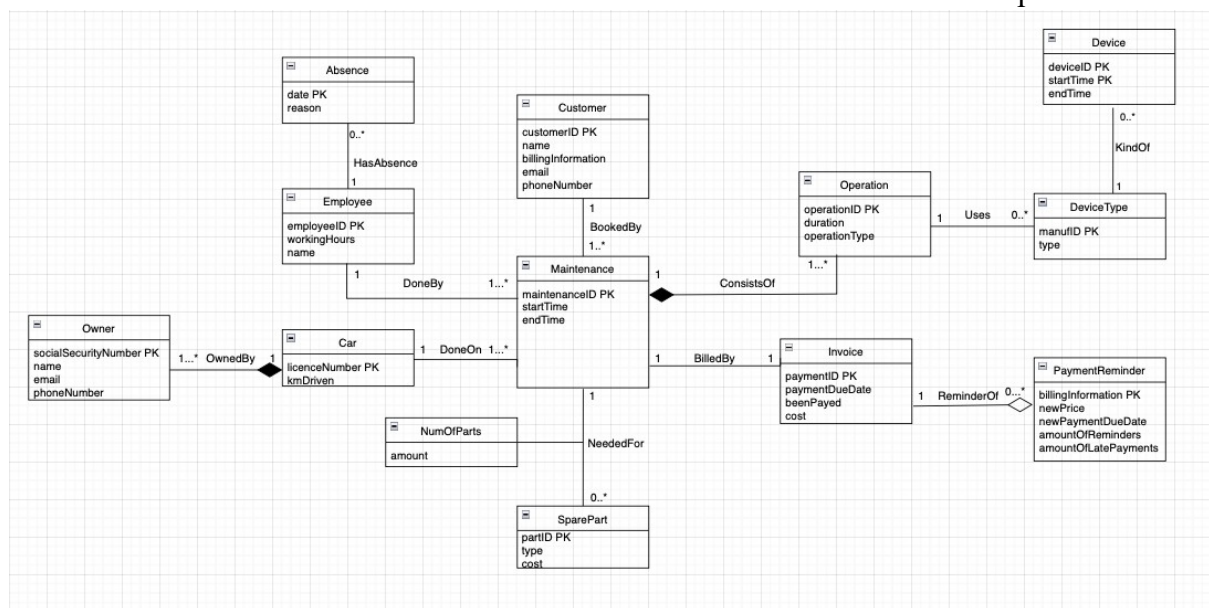 Device
deviceID PK
startTime PK
endTime
0..*
KindOf
1
Absence
date PK
reason
0..*
HasAbsence
1
Customer
customerID PK
name
billingInformation
email
phoneNumber
1
BookedBy
1..*
Employee
employeeID PK
workingHours
name
1
DoneBy
1...*
Operation
operationID PK
duration
operationType
1 Uses 0..*
1...*
DeviceType
manufID PK
type
Maintenance
maintenanceID PK
startTime
endTime
1
ConsistsOf
Owner
socialSecurityNumber PK
name
email
phoneNumber
1...* OwnedBy 1
Car
licenceNumber PK
kmDriven
1 DoneOn 1...*
1 BilledBy 1
Invoice
paymentID PK
paymentDueDate
beenPayed
cost
1 ReminderOf 0...*
PaymentReminder
billingInformation PK
newPrice
newPaymentDueDate
amountOfReminders
amountOfLatePayments
1
NumOfParts
amount
NeededFor
0..*
SparePart
partID PK
type
cost